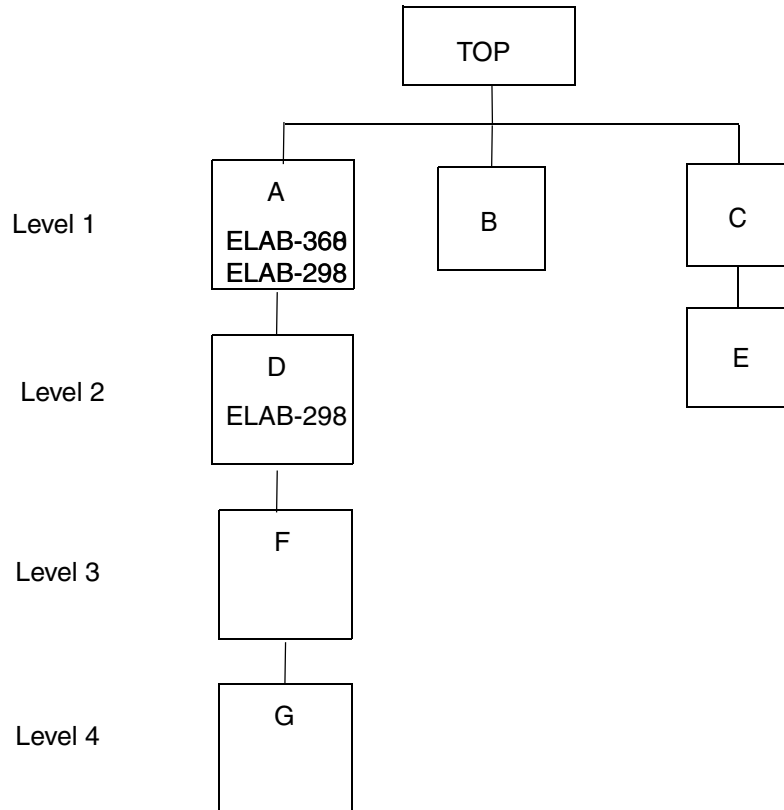 TOP
Level 1
A
ELAB-368
ELAB-298
B
C
Level 2
D
ELAB-298
E
Level 3
F
Level 4
G